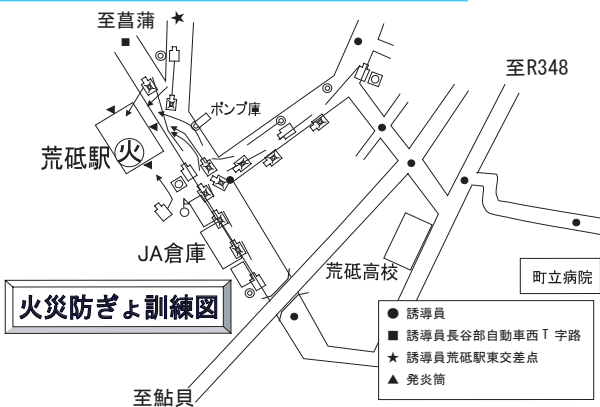 至菖蒲
至R348
ポンプ庫
荒砥駅
火
JA倉庫
荒砥高校
町立病院
火災防ぎょ訓練図
● 誘導員
■ 誘導員長谷部自動車西T字路
★ 誘導員荒砥駅東交差点
▲ 発炎筒
至鮎貝